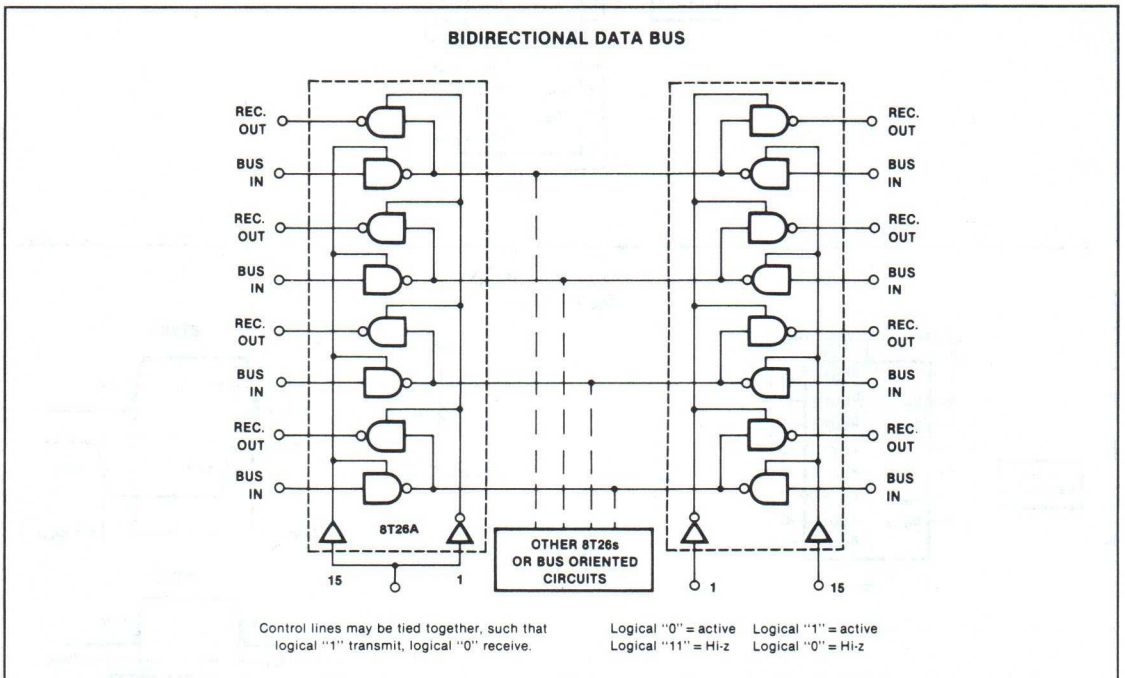 BIDIRECTIONAL DATA BUS
REC.
OUT
BUS
IN
REC.
OUT
BUS
IN
REC.
OUT
BUS
IN
REC.
OUT
BUS
IN
REC.
OUT
BUS
IN
REC.
OUT
BUS
IN
REC.
OUT
BUS
IN
REC.
OUT
BUS
IN
8T26A
OTHER 8T26s
OR BUS ORIENTED
CIRCUITS
15
1
1
15
Control lines may be tied together, such that
logical "1" transmit, logical "0" receive.
Logical "0" = active
Logical "11" = Hi-z
Logical "1" = active
Logical "0" = Hi-z